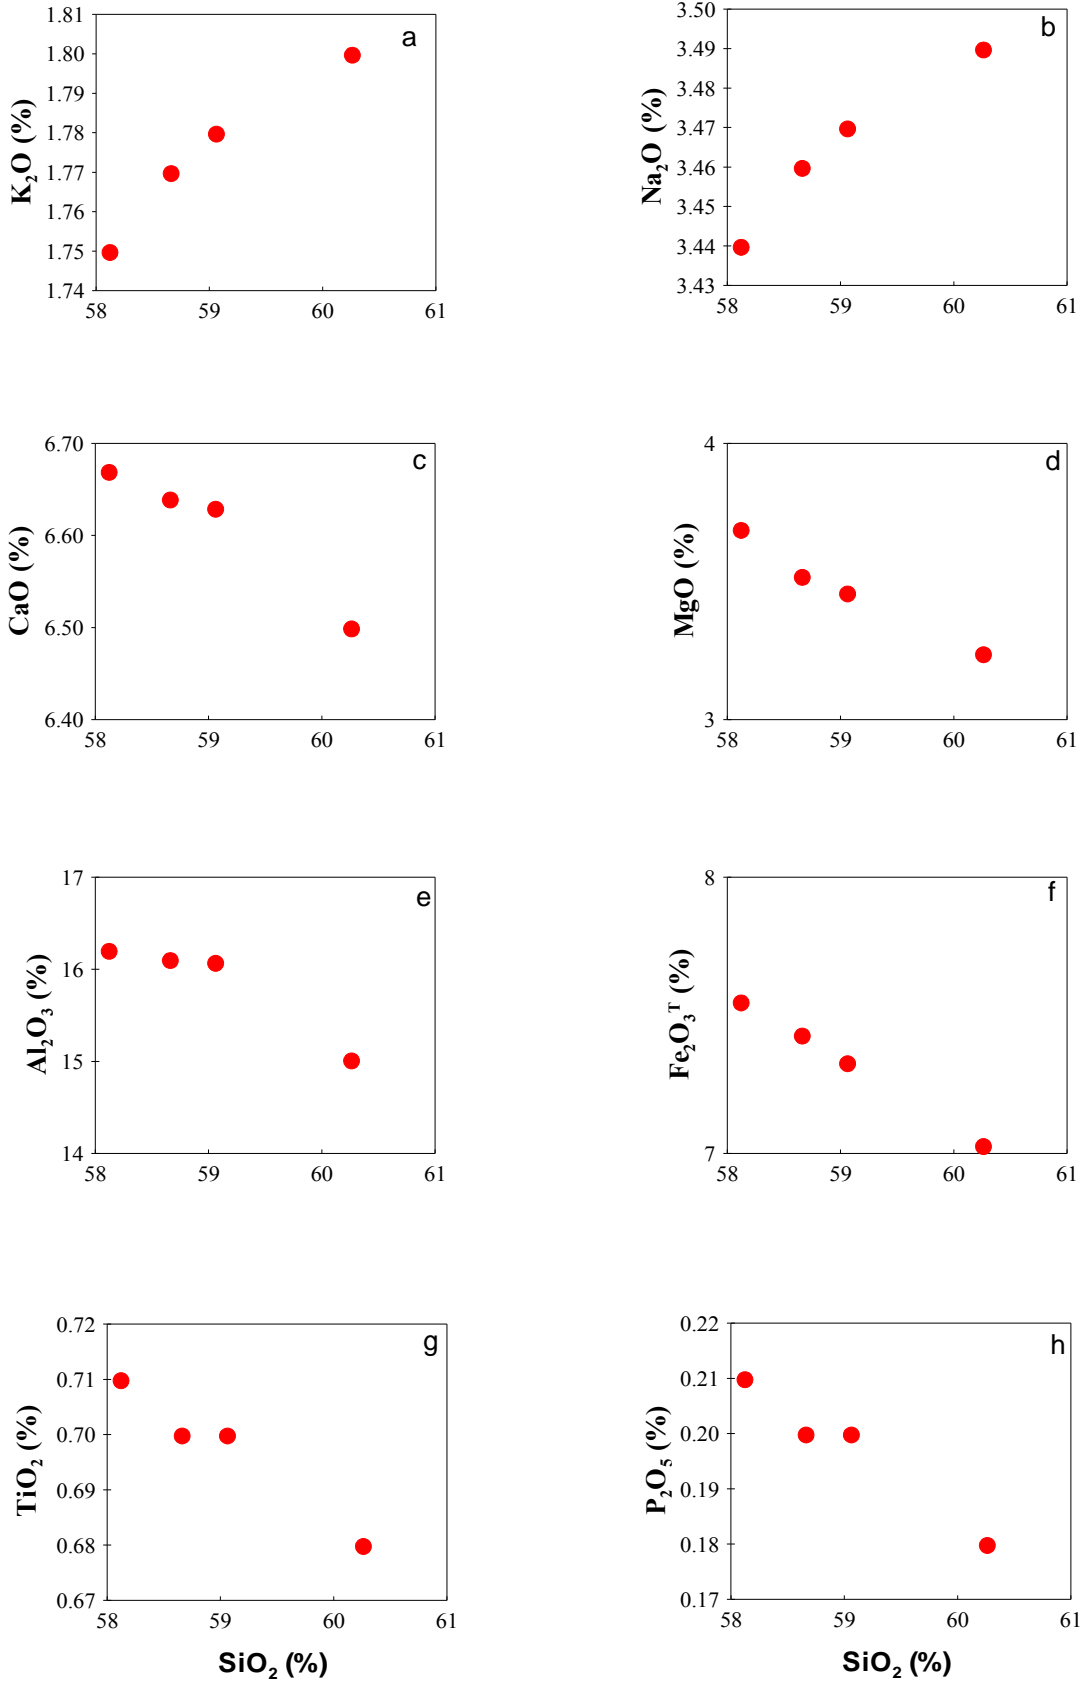 1.81
1.80
1.79
1.78
1.77
1.76
1.75
1.74
K₂O (%)
a
58 59 60 61
3.50
3.49
3.48
3.47
3.46
3.45
3.44
3.43
Na₂O (%)
b
58 59 60 61
6.70
6.60
6.50
6.40
CaO (%)
c
58 59 60 61
4
3
MgO (%)
d
58 59 60 61
17
16
15
14
Al₂O₃ (%)
e
58 59 60 61
8
7
Fe₂O₃ᵀ (%)
f
58 59 60 61
0.72
0.71
0.70
0.69
0.68
0.67
TiO₂ (%)
g
58 59 60 61
SiO₂ (%)
0.22
0.21
0.20
0.19
0.18
0.17
P₂O₅ (%)
h
58 59 60 61
SiO₂ (%)